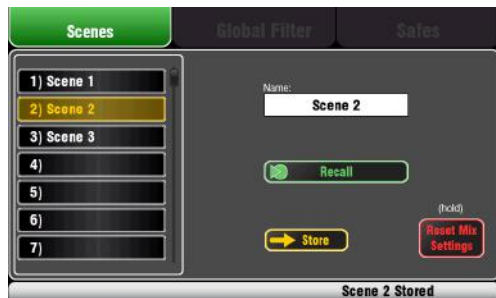 Scenes
Global Filter
Safes
1) Scene 1
2) Scene 2
3) Scene 3
4)
5)
6)
7)
Name:
Scene 2
Recall
Store
(hold)
Reset Mix
Settings
Scene 2 Stored